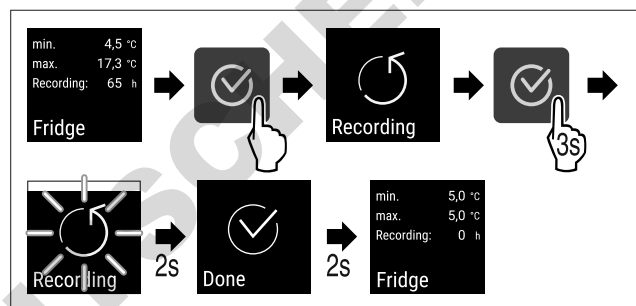 min. 4,5 °C
max. 17,3 °C
Recording: 65 h
Fridge
Recording
3s
Recording
2s
Done
2s
min. 5,0 °C
max. 5,0 °C
Recording: 0 h
Fridge